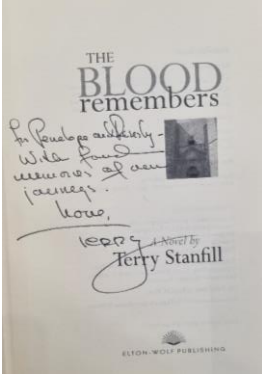 THE
BLOOD
remembers
For Penelope and
With fond
memories of our
journeys.
Love,
Terry
A Novel by
Terry Stanfill
ELTON-WOLF PUBLISHING